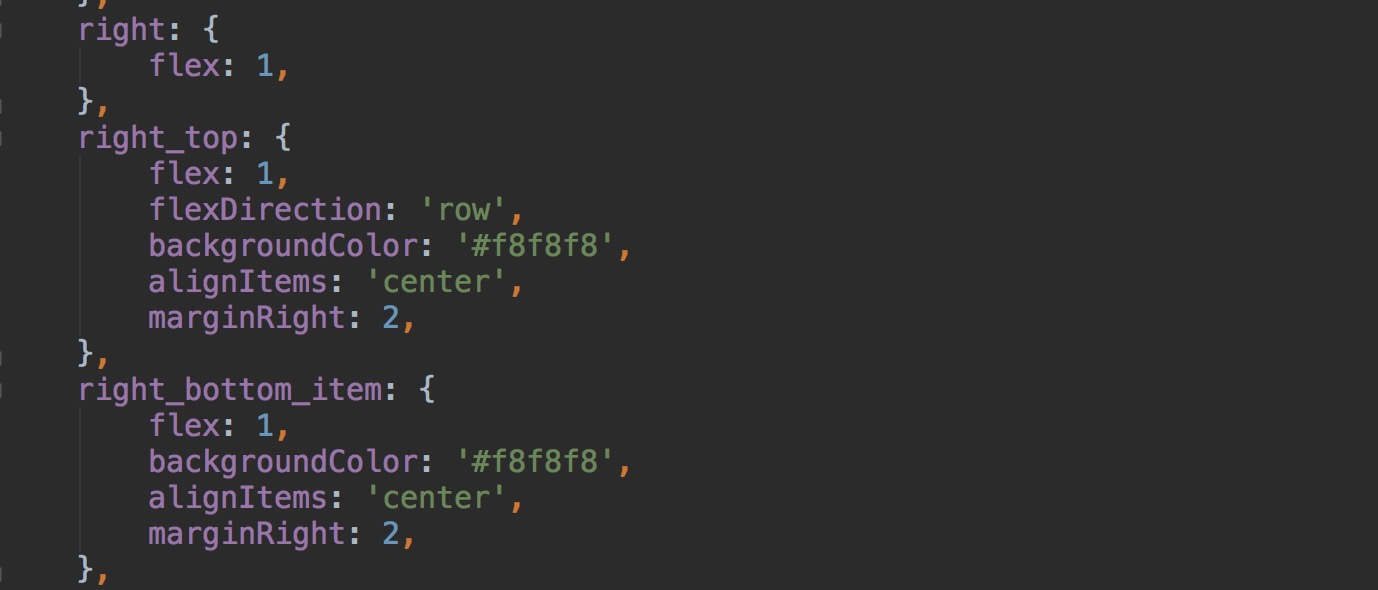 },
right: {
flex: 1,
},
right_top: {
flex: 1,
flexDirection: 'row',
backgroundColor: '#f8f8f8',
alignItems: 'center',
marginRight: 2,
},
right_bottom_item: {
flex: 1,
backgroundColor: '#f8f8f8',
alignItems: 'center',
marginRight: 2,
},